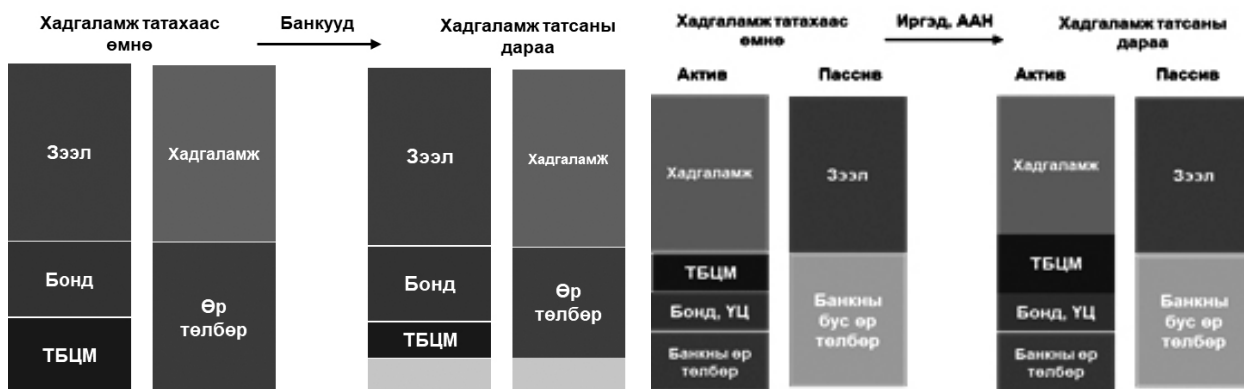 Хадгаламж татахаас
өмнө
Банкууд
Хадгаламж татсаны
дараа
Зээл
Бонд
ТБЦМ
Хадгаламж
Өр
төлбөр
Зээл
Бонд
ТБЦМ
ХадгаламЖ
Өр
төлбөр
Хадгаламж татахаас
өмнө
Иргэд, ААН
Хадгаламж татсаны
дараа
Актив
Пассив
Актив
Пассив
Хадгаламж
ТБЦМ
Бонд, ҮЦ
Банкны өр
төлбөр
Зээл
Банкны
бус өр
төлбөр
Хадгаламж
ТБЦМ
Бонд, ҮЦ
Банкны өр
төлбөр
Зээл
Банкны
бус өр
төлбөр